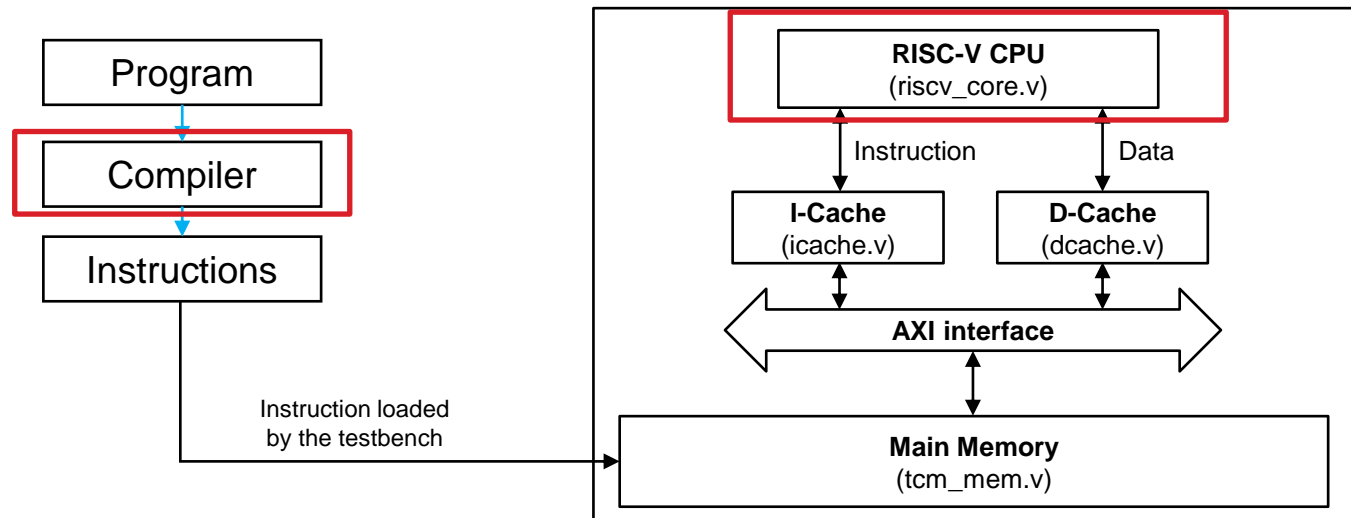 Program
Compiler
Instructions
Instruction loaded
by the testbench
RISC-V CPU
(riscv_core.v)
Instruction
Data
I-Cache
(icache.v)
D-Cache
(dcache.v)
AXI interface
Main Memory
(tcm_mem.v)